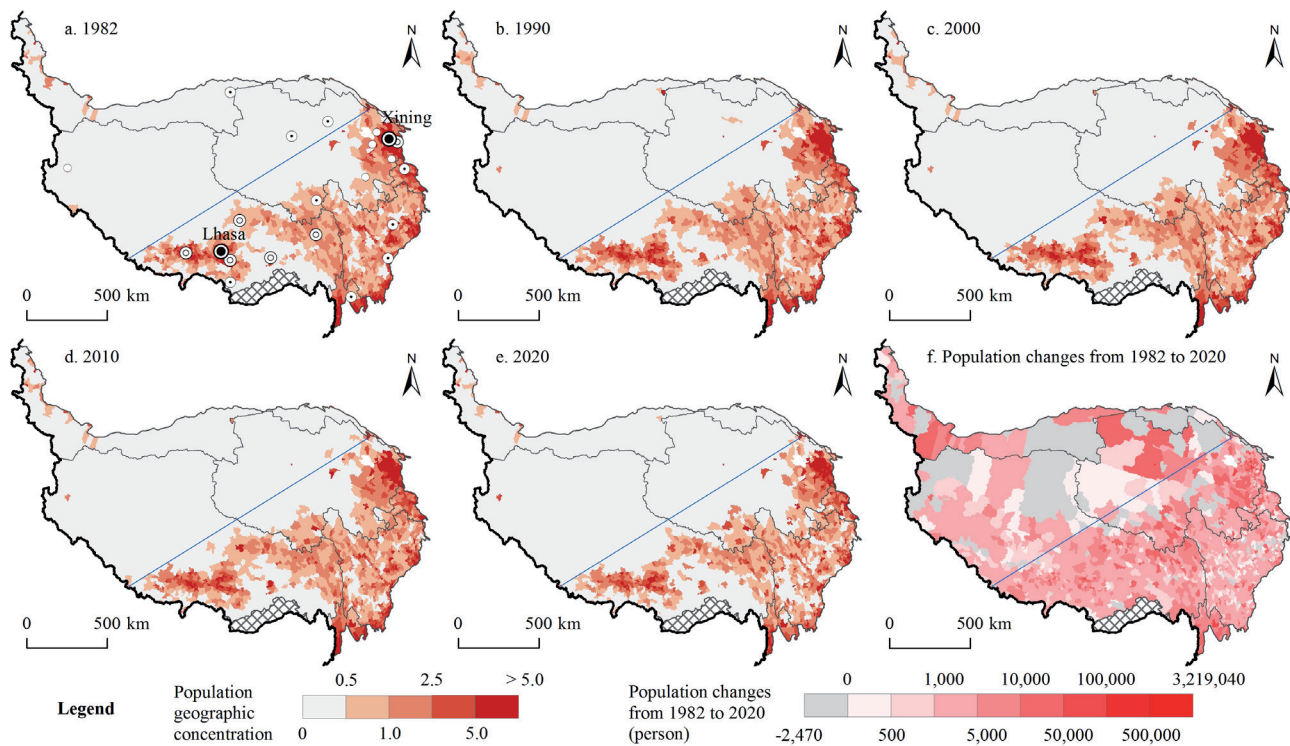 a. 1982
N
Xining
Lhasa
0 500 km
b. 1990
N
0 500 km
c. 2000
N
0 500 km
d. 2010
N
0 500 km
e. 2020
N
0 500 km
f. Population changes from 1982 to 2020
N
0 500 km
Legend
Population
geographic
concentration
0.5 2.5 > 5.0
0 1.0 5.0
Population changes
from 1982 to 2020
(person)
0 1,000 10,000 100,000 3,219,040
-2,470 500 5,000 50,000 500,000